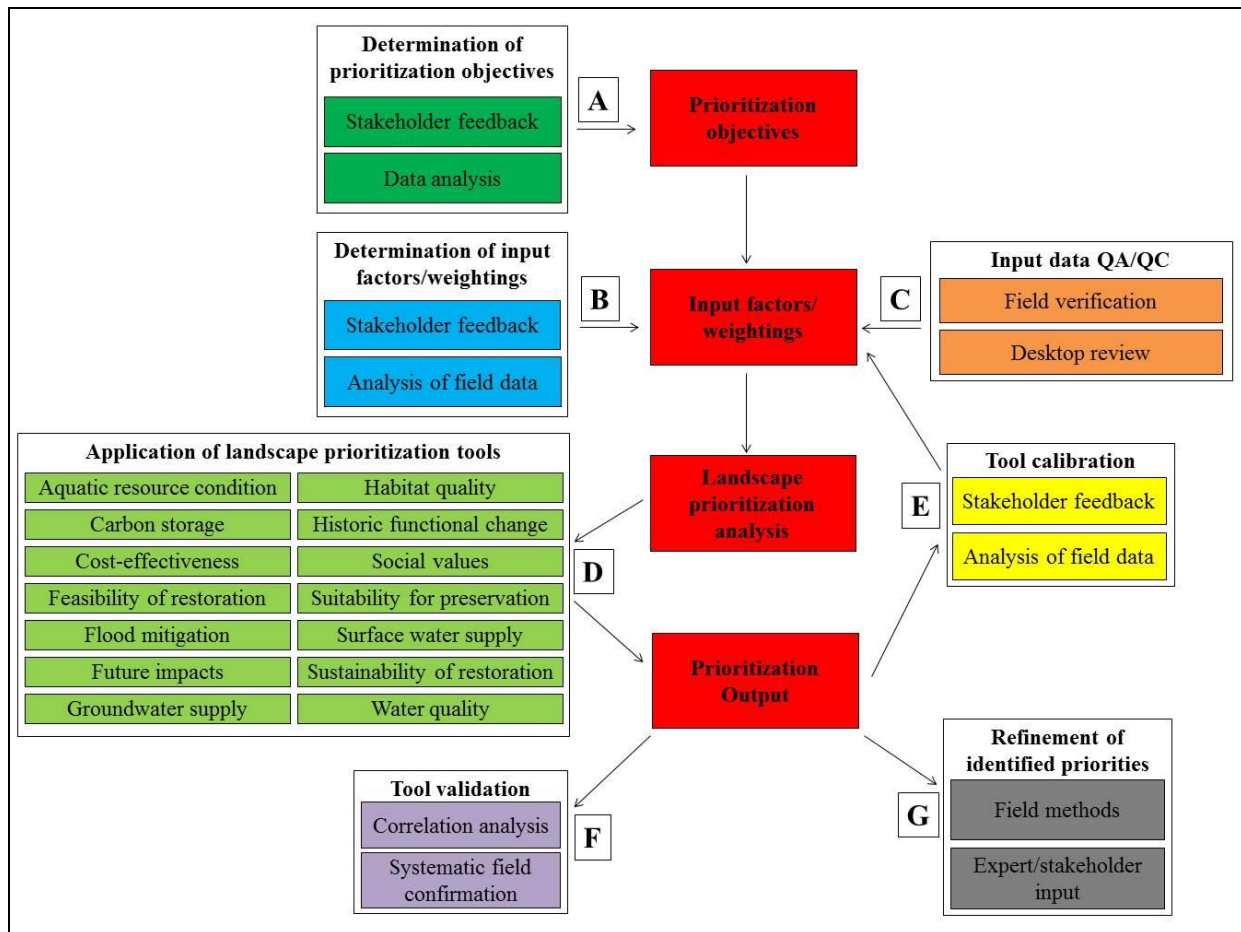 Determination of
prioritization objectives
Stakeholder feedback
Data analysis
A
Prioritization
objectives
Determination of input
factors/weightings
Stakeholder feedback
Analysis of field data
B
Input factors/
weightings
C
Input data QA/QC
Field verification
Desktop review
Application of landscape prioritization tools
Aquatic resource condition
Carbon storage
Cost-effectiveness
Feasibility of restoration
Flood mitigation
Future impacts
Groundwater supply
Habitat quality
Historic functional change
Social values
Suitability for preservation
Surface water supply
Sustainability of restoration
Water quality
D
Landscape
prioritization
analysis
E
Tool calibration
Stakeholder feedback
Analysis of field data
Prioritization
Output
Tool validation
Correlation analysis
Systematic field
confirmation
F
G
Refinement of
identified priorities
Field methods
Expert/stakeholder
input